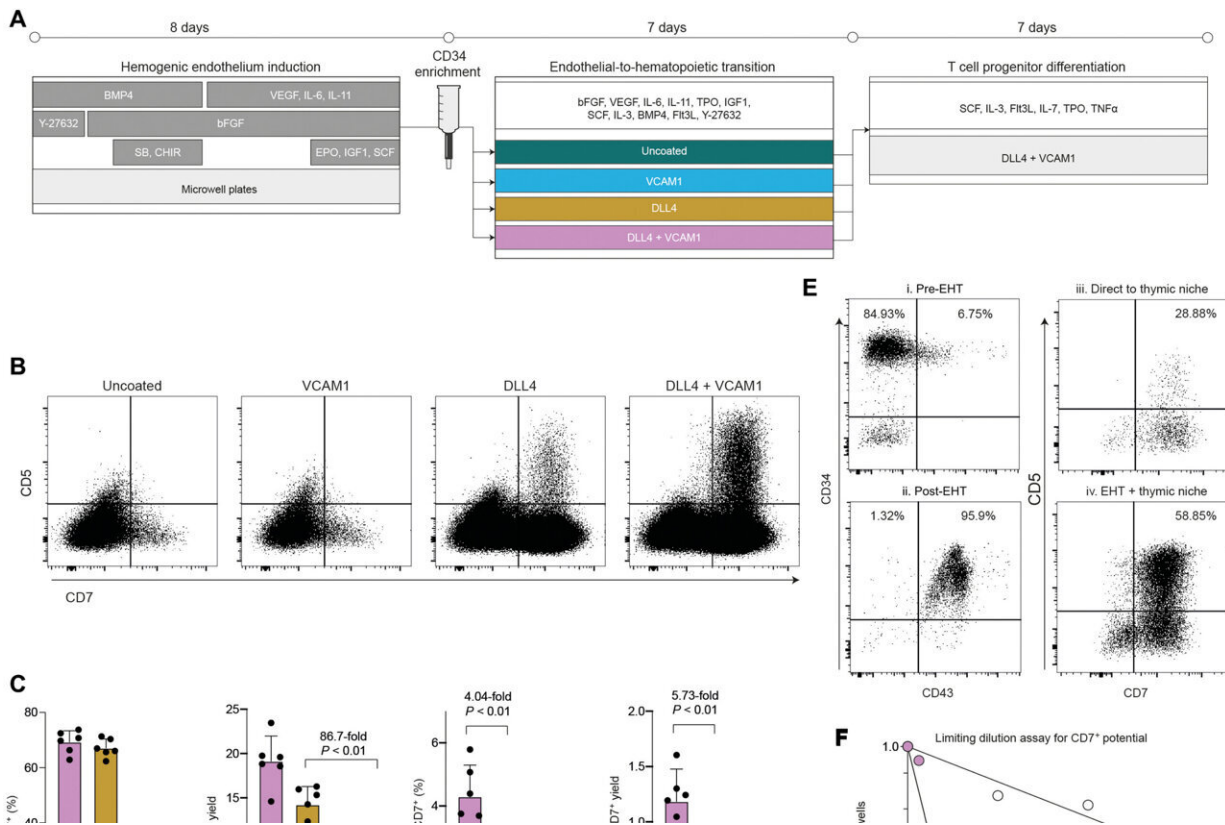 A
8 days
7 days
7 days
Hemogenic endothelium induction
CD34
enrichment
Endothelial-to-hematopoietic transition
T cell progenitor differentiation
BMP4
VEGF, IL-6, IL-11
Y-27632
bFGF
SB, CHIR
EPO, IGF1, SCF
Microwell plates
bFGF, VEGF, IL-6, IL-11, TPO, IGF1,
SCF, IL-3, BMP4, Flt3L, Y-27632
Uncoated
VCAM1
DLL4
DLL4 + VCAM1
SCF, IL-3, Flt3L, IL-7, TPO, TNFα
DLL4 + VCAM1
B
Uncoated
VCAM1
DLL4
DLL4 + VCAM1
CD5
CD7
E
i. Pre-EHT
84.93%
6.75%
iii. Direct to thymic niche
28.88%
CD34
CD5
ii. Post-EHT
1.32%
95.9%
iv. EHT + thymic niche
58.85%
CD43
CD7
C
80
60
40
+ (%)
25
20
15
yield
86.7-fold
P < 0.01
4.04-fold
P < 0.01
6
4
CD7+ (%)
5.73-fold
P < 0.01
2.0
1.5
1.0
CD7+ yield
F
Limiting dilution assay for CD7+ potential
1.0
wells